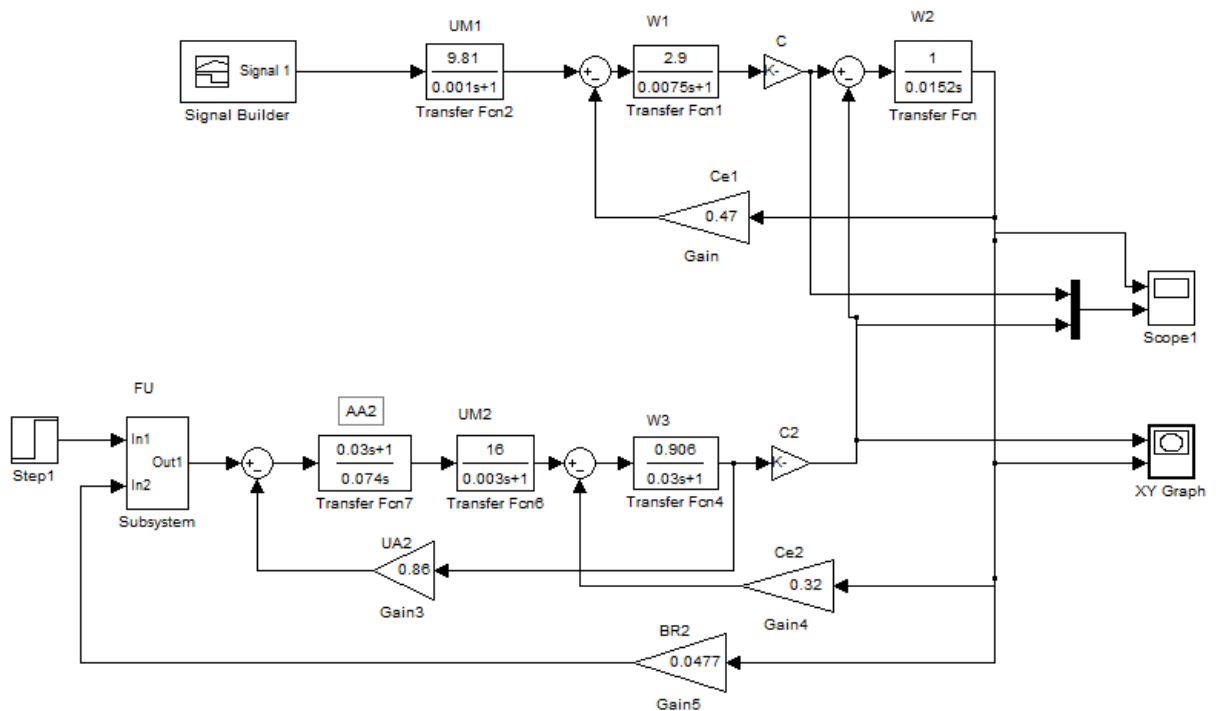 UM1
W1
C
W2
Signal 1
9.81
0.001s+1
2.9
0.0075s+1
K-
1
0.0152s
Signal Builder
Transfer Fcn2
Transfer Fcn1
Transfer Fcn
Ce1
0.47
Gain
Scope1
FU
AA2
UM2
W3
C2
In1
Out1
In2
0.03s+1
0.074s
16
0.003s+1
0.906
0.03s+1
K-
Step1
Subsystem
Transfer Fcn7
Transfer Fcn6
Transfer Fcn4
XY Graph
UA2
0.86
Gain3
Ce2
0.32
Gain4
BR2
0.0477
Gain5